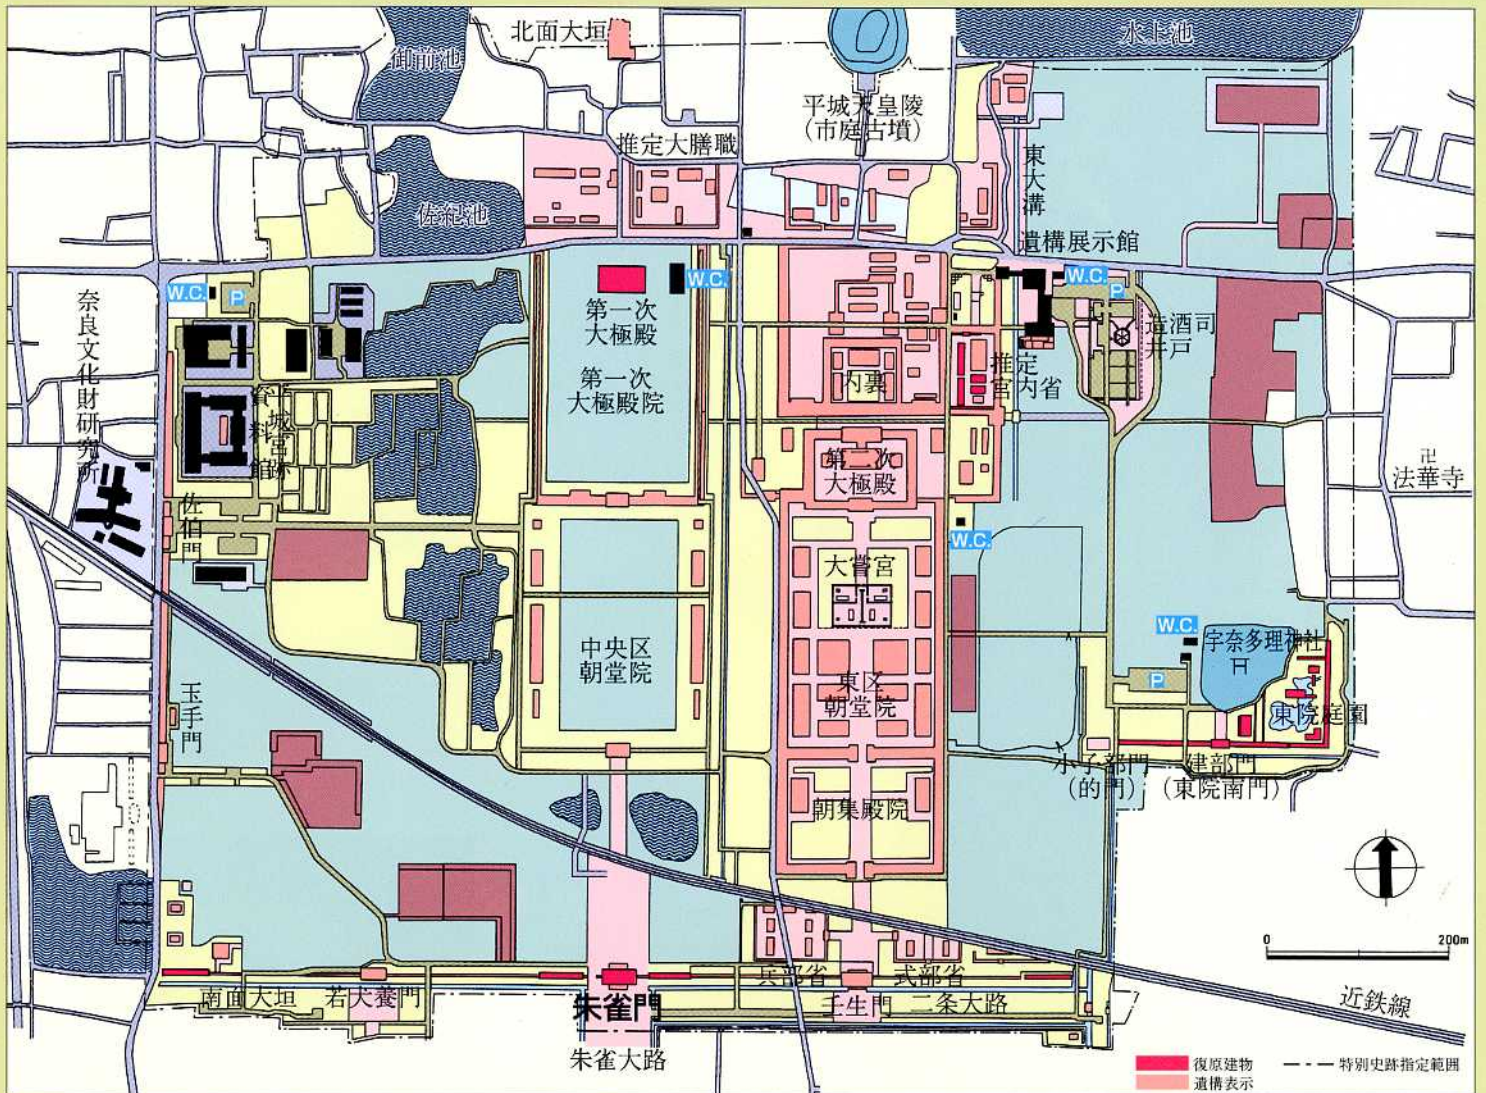 北面大垣
水上池
御前池
平城天皇陵
（市庭古墳）
推定大膳職
東大溝
佐紀池
遺構展示館
W.C.
W.C.
W.C.
P
P
第一次
大極殿
造酒司
井戸
奈良文化財研究所
推定
宮内省
内裏
第一次
大極殿院
平城宮跡
資料館
第二次
大極殿
卍
法華寺
佐伯門
W.C.
大嘗宮
W.C.
宇奈多理神社
中央区
朝堂院
東区
朝堂院
P
玉手門
東院庭園
小子部門
（的門）
建部門
（東院南門）
朝集殿院
0
200m
兵部省
式部省
南面大垣
若犬養門
朱雀門
壬生門
二条大路
近鉄線
朱雀大路
復原建物
特別史跡指定範囲
遺構表示